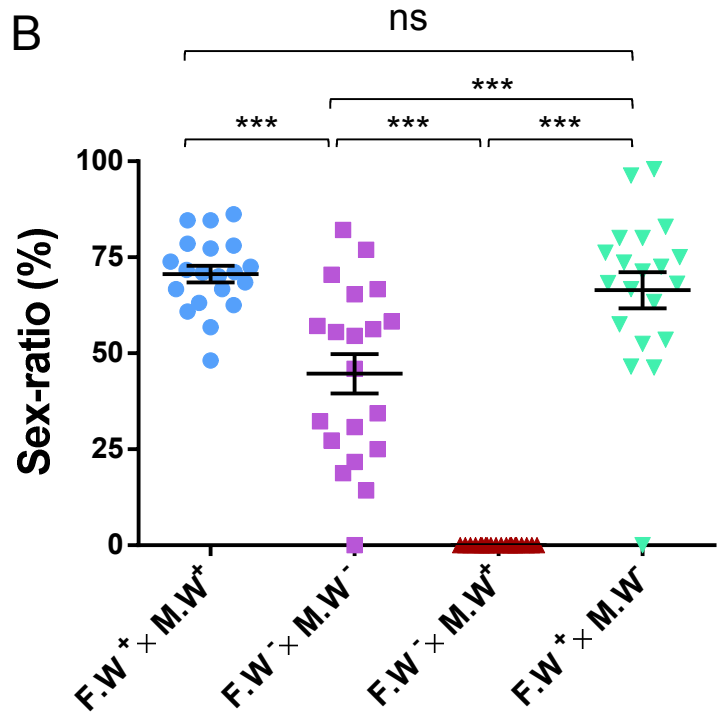 B
ns
***
*** *** ***
100
75
50
25
0
Sex-ratio (%)
F.W⁺ × M.W⁺
F.W⁻ × M.W⁻
F.W⁻ × M.W⁺
F.W⁺ × M.W⁻